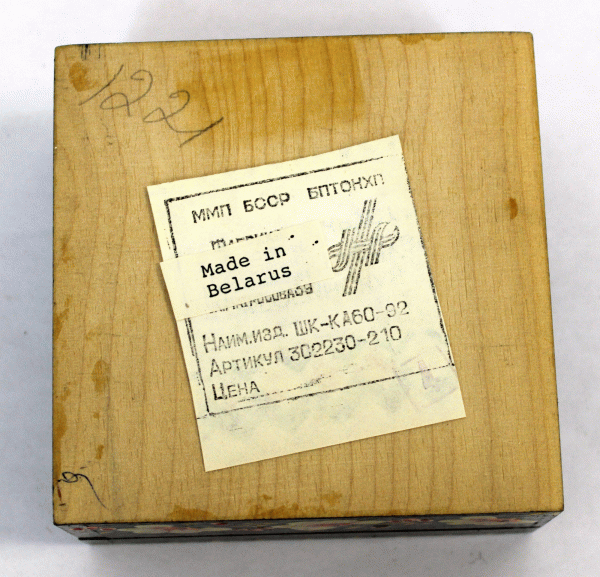 1221
ММП БССР БПТОНХП
Made in
Belarus
Наим.изд. ШК-КА60-92
Артикул 302230-210
Цена